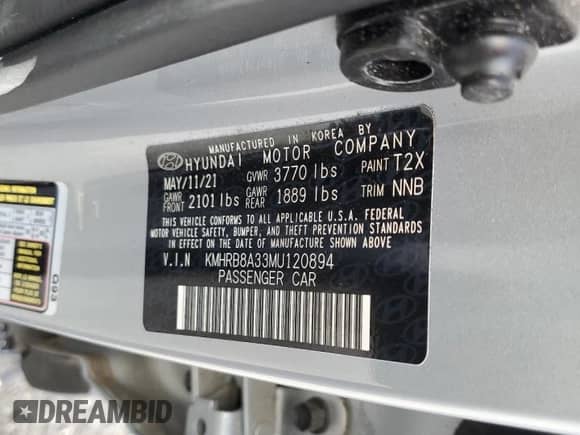 MANUFACTURED IN KOREA BY
HYUNDAI MOTOR COMPANY
MAY/11/21 GVWR 3770 lbs PAINT T2X
GAWR FRONT 2101 lbs GAWR REAR 1889 lbs TRIM NNB
THIS VEHICLE CONFORMS TO ALL APPLICABLE U.S.A. FEDERAL
MOTOR VEHICLE SAFETY, BUMPER, AND THEFT PREVENTION STANDARDS
IN EFFECT ON THE DATE OF MANUFACTURE SHOWN ABOVE.
V.I.N KMHRB8A33MU120894
PASSENGER CAR
G93
DREAMBID